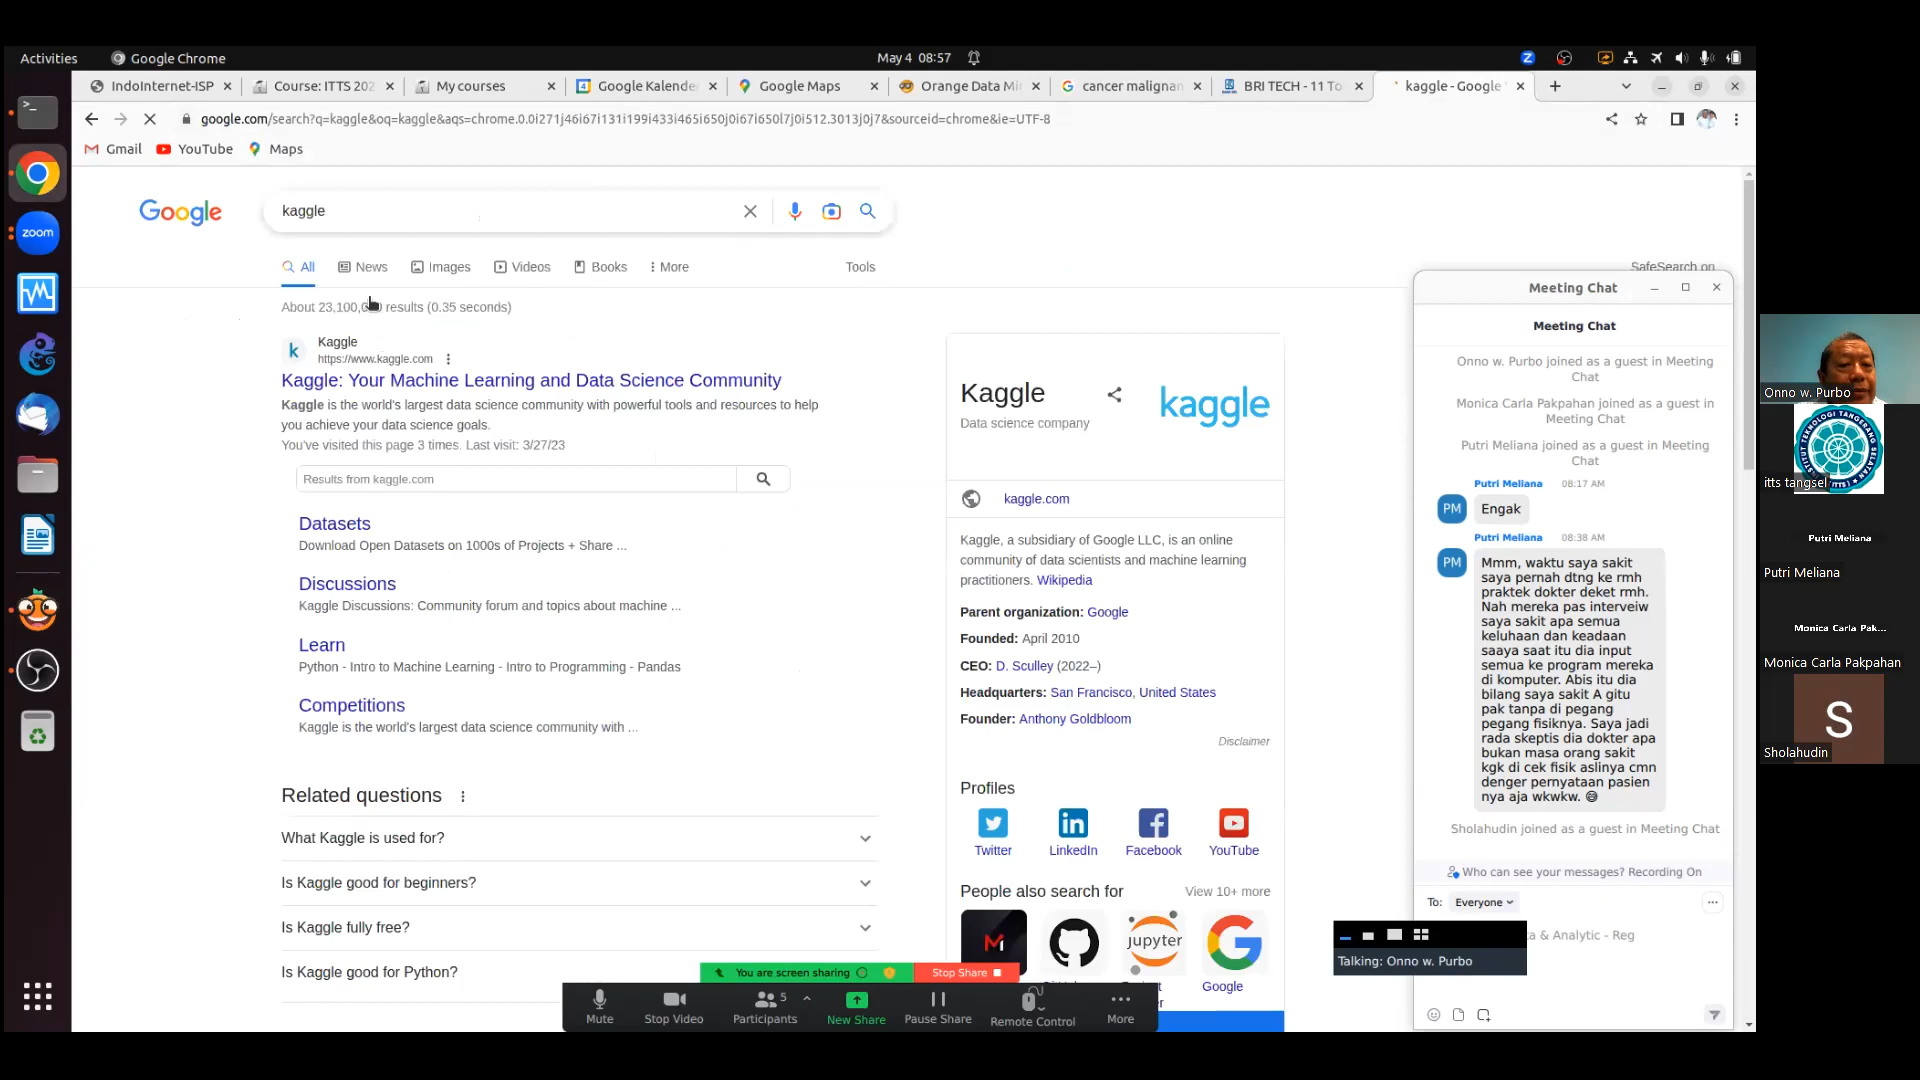 Activities
Google Chrome
May 4 08:57
IndoInternet-ISP
Course: ITTS 202
My courses
Google Kalende
Google Maps
Orange Data Mi
cancer malignan
BRI TECH - 11 To
kaggle - Google
google.com/search?q=kaggle&oq=kaggle&aqs=chrome.0.0i271j46i67i131i199i433i465i650j0i67i650l7j0i512.3013j0j7&sourceid=chrome&ie=UTF-8
Gmail
YouTube
Maps
Google
kaggle
All
News
Images
Videos
Books
More
Tools
SafeSearch on
About 23,100, results (0.35 seconds)
k
Kaggle
https://www.kaggle.com
Kaggle: Your Machine Learning and Data Science Community
Kaggle is the world's largest data science community with powerful tools and resources to help
you achieve your data science goals.
You've visited this page 3 times. Last visit: 3/27/23
Results from kaggle.com
Datasets
Download Open Datasets on 1000s of Projects + Share ...
Discussions
Kaggle Discussions: Community forum and topics about machine ...
Learn
Python - Intro to Machine Learning - Intro to Programming - Pandas
Competitions
Kaggle is the world's largest data science community with ...
Related questions
What Kaggle is used for?
Is Kaggle good for beginners?
Is Kaggle fully free?
Is Kaggle good for Python?
Kaggle
Data science company
kaggle
kaggle.com
Kaggle, a subsidiary of Google LLC, is an online
community of data scientists and machine learning
practitioners. Wikipedia
Parent organization: Google
Founded: April 2010
CEO: D. Sculley (2022–)
Headquarters: San Francisco, United States
Founder: Anthony Goldbloom
Disclaimer
Profiles
Twitter
LinkedIn
Facebook
YouTube
People also search for
View 10+ more
jupyter
Google
You are screen sharing
Stop Share
Mute
Stop Video
5
Participants
New Share
Pause Share
Remote Control
More
Meeting Chat
Meeting Chat
Onno w. Purbo joined as a guest in Meeting
Chat
Monica Carla Pakpahan joined as a guest in
Meeting Chat
Putri Meliana joined as a guest in Meeting
Chat
Putri Meliana 08:17 AM
PM
Engak
Putri Meliana 08:38 AM
PM
Mmm, waktu saya sakit
saya pernah dtng ke rmh
praktek dokter deket rmh.
Nah mereka pas interveiw
saya sakit apa semua
keluhaan dan keadaan
saaya saat itu dia input
semua ke program mereka
di komputer. Abis itu dia
bilang saya sakit A gitu
pak tanpa di pegang
pegang fisiknya. Saya jadi
rada skeptis dia dokter apa
bukan masa orang sakit
kgk di cek fisik aslinya cmn
denger pernyataan pasien
nya aja wkwkw. 😅
Sholahudin joined as a guest in Meeting Chat
Who can see your messages? Recording On
To: Everyone
a & Analytic - Reg
Talking: Onno w. Purbo
zoom
Onno w. Purbo
itts tangsel
Putri Meliana
Putri Meliana
Monica Carla Pak...
Monica Carla Pakpahan
S
Sholahudin